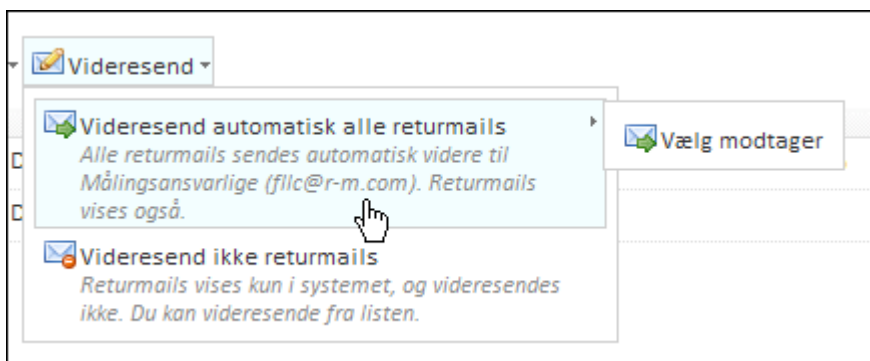 Videresend
Videresend automatisk alle returmails
Alle returmails sendes automatisk videre til
Målingsansvarlige (fllc@r-m.com). Returmails
vises også.
Vælg modtager
Videresend ikke returmails
Returmails vises kun i systemet, og videresendes
ikke. Du kan videresende fra listen.